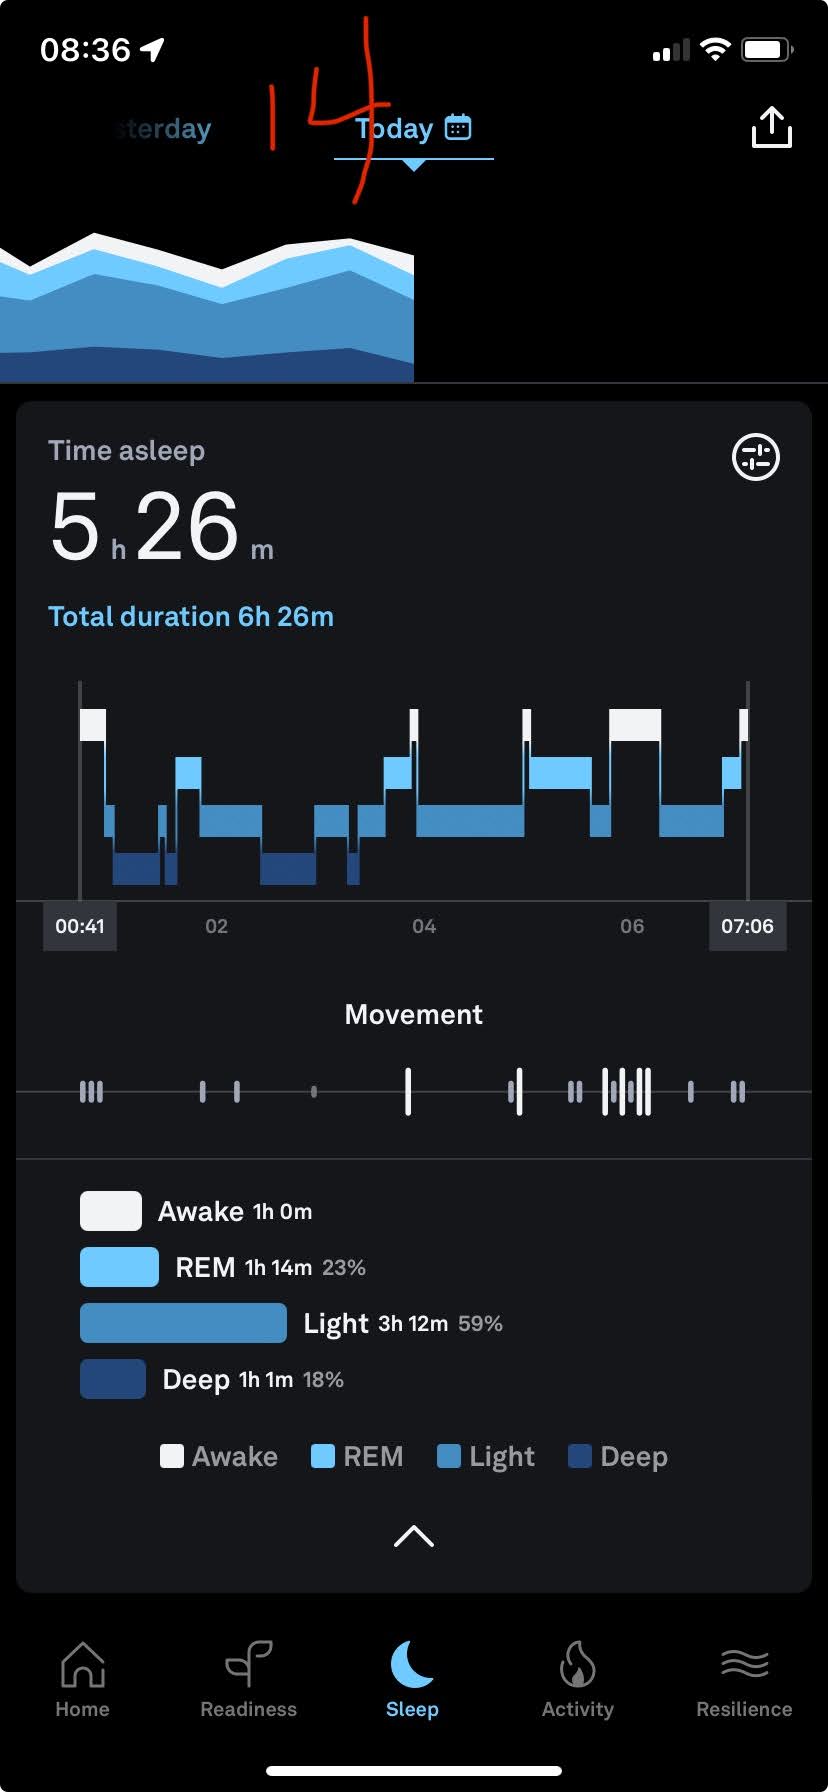 08:36
14
sterday Today
Time asleep
5 h 26 m
Total duration 6h 26m
00:41 02 04 06 07:06
Movement
Awake 1h 0m
REM 1h 14m 23%
Light 3h 12m 59%
Deep 1h 1m 18%
Awake REM Light Deep
Home Readiness Sleep Activity Resilience